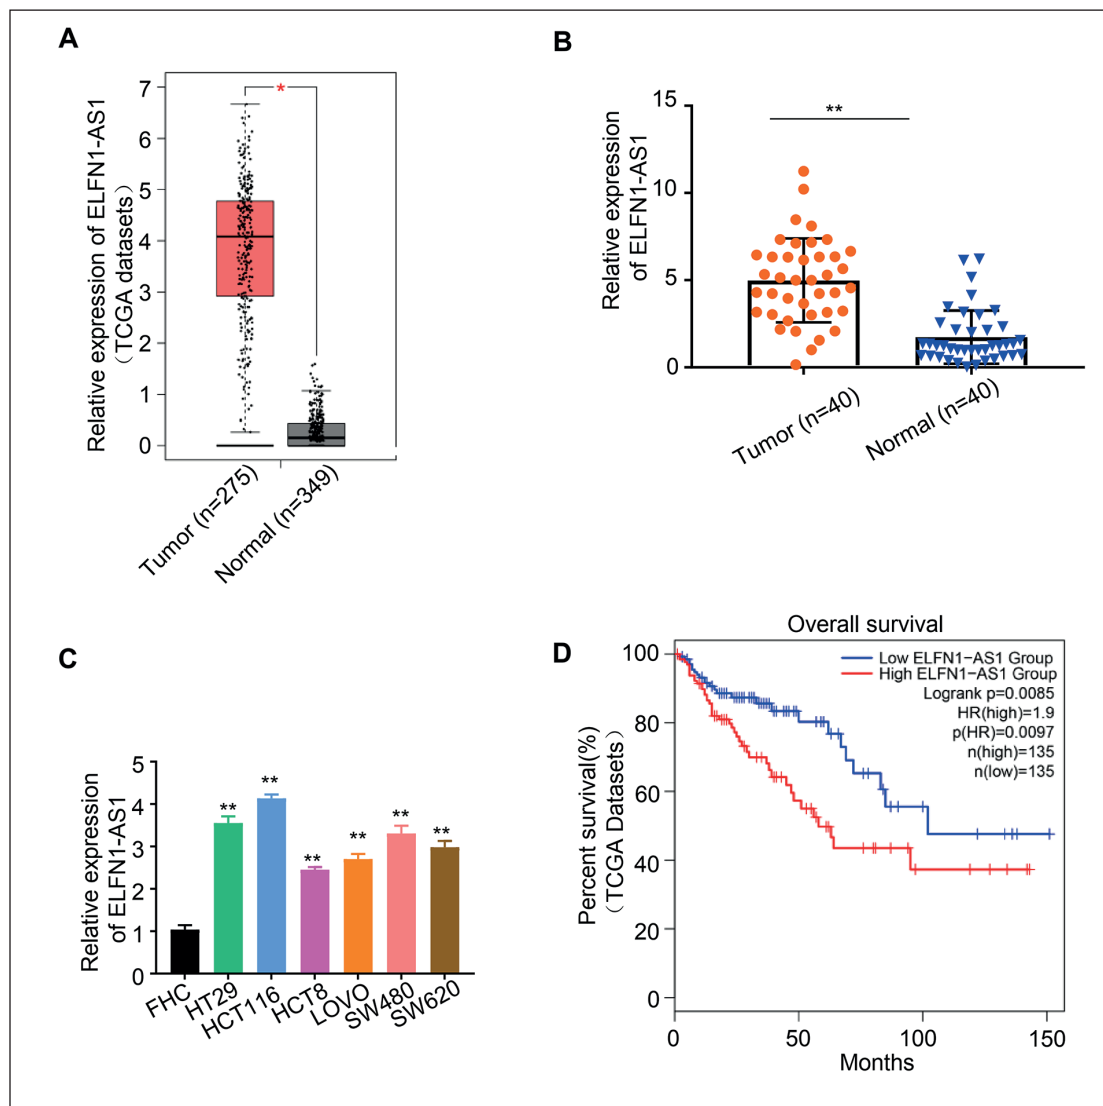 A
Relative expression of ELFN1-AS1
(TCGA datasets)
7
6
5
4
3
2
1
0
*
Tumor (n=275)
Normal (n=349)
B
Relative expression
of ELFN1-AS1
15
10
5
0
**
Tumor (n=40)
Normal (n=40)
C
Relative expression
of ELFN1-AS1
5
4
3
2
1
0
**
**
**
**
**
**
FHC
HT29
HCT116
HCT8
LOVO
SW480
SW620
D
Overall survival
Percent survival(%)
(TCGA Datasets)
100
80
60
40
20
0
Low ELFN1−AS1 Group
High ELFN1−AS1 Group
Logrank p=0.0085
HR(high)=1.9
p(HR)=0.0097
n(high)=135
n(low)=135
0
50
100
150
Months